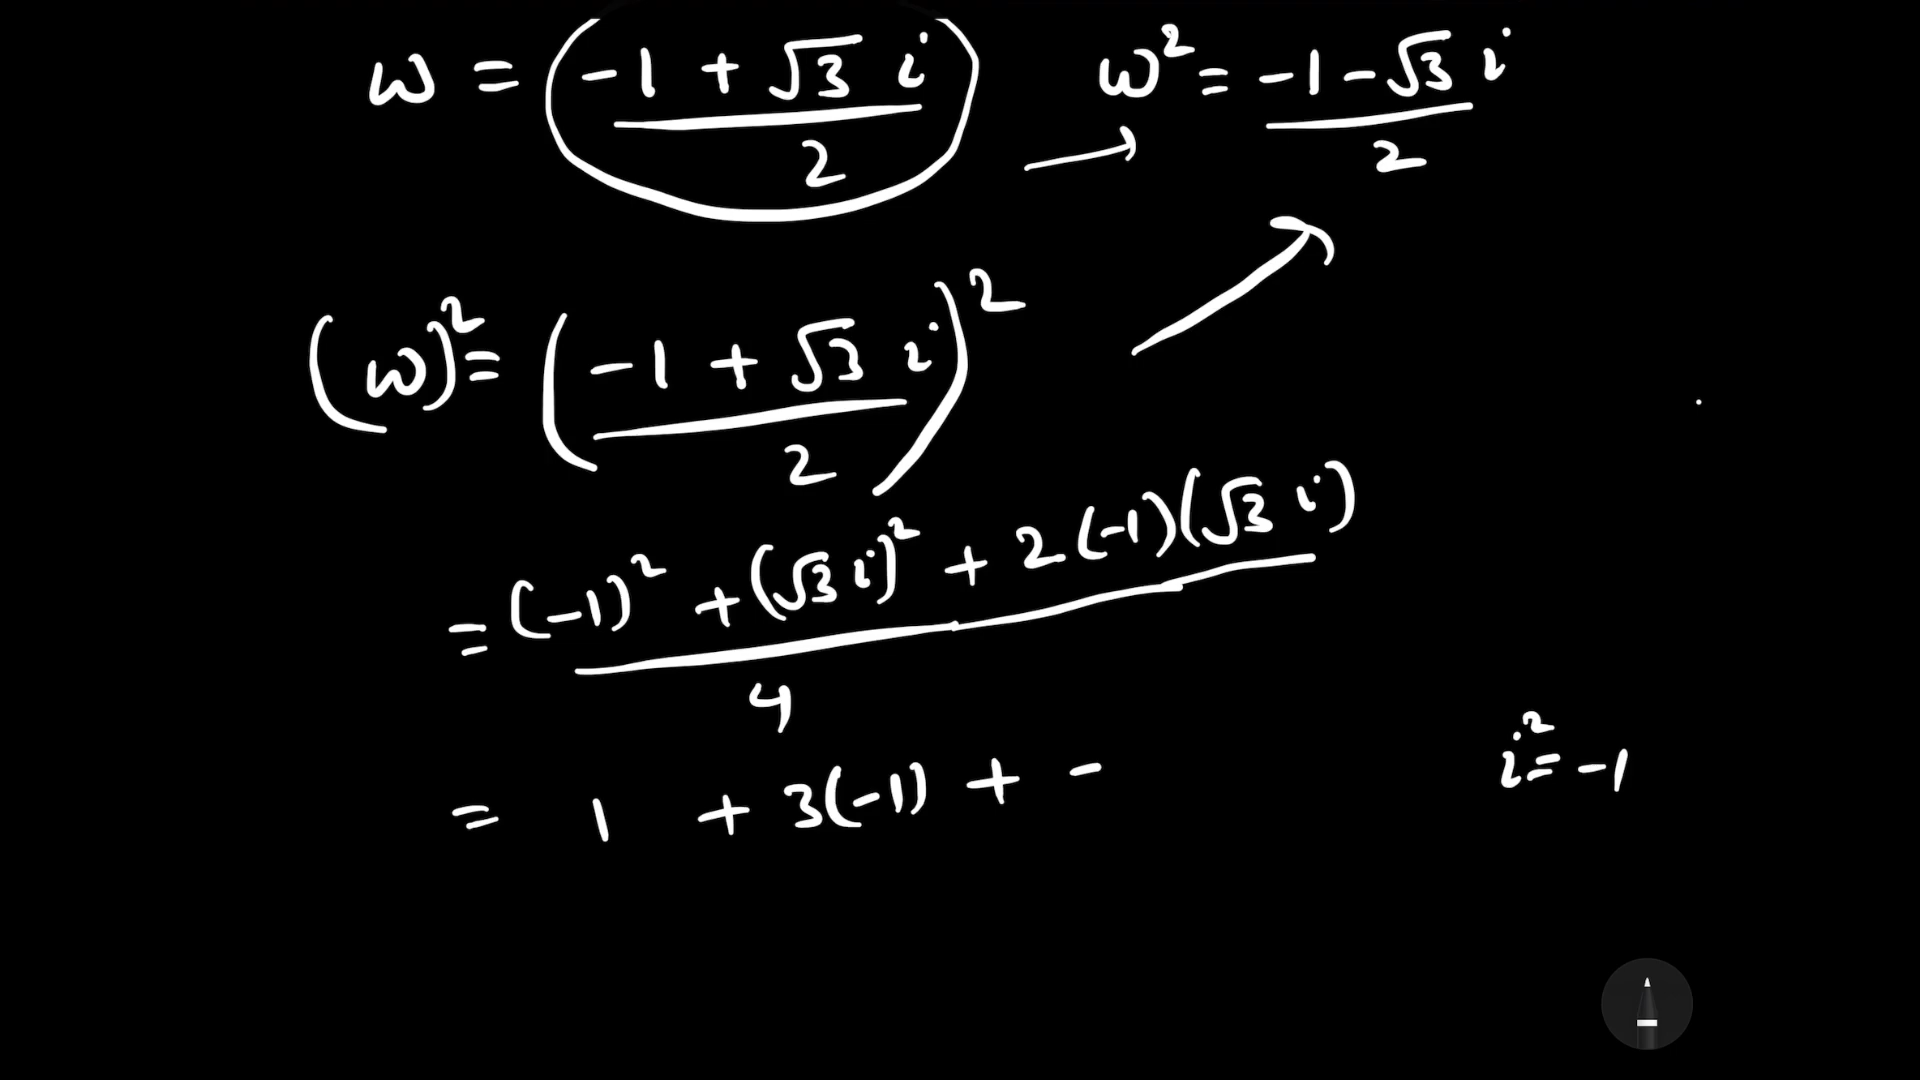 ω = (-1 + √3 i)/2 → ω² = (-1 - √3 i)/2
(ω)² = ((-1 + √3 i)/2)²
= ((-1)² + (√3 i)² + 2(-1)(√3 i))/4
i² = -1
= 1 + 3(-1) + -